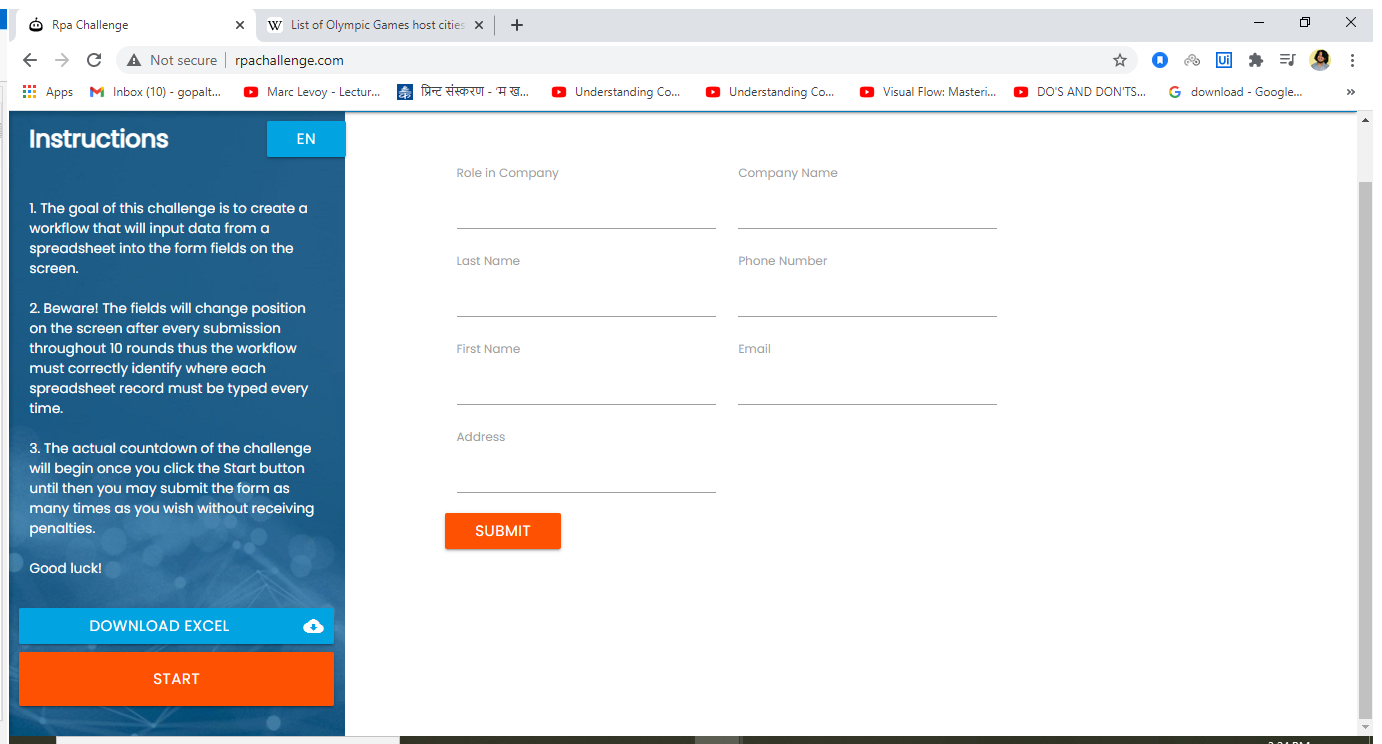 Rpa Challenge
List of Olympic Games host cities
Not secure rpachallenge.com
Apps
Inbox (10) - gopalt...
Marc Levoy - Lectur...
प्रिन्ट संस्करण - 'म ख...
Understanding Co...
Understanding Co...
Visual Flow: Masteri...
DO'S AND DON'TS...
download - Google...
Instructions
EN
1. The goal of this challenge is to create a
workflow that will input data from a
spreadsheet into the form fields on the
screen.
2. Beware! The fields will change position
on the screen after every submission
throughout 10 rounds thus the workflow
must correctly identify where each
spreadsheet record must be typed every
time.
3. The actual countdown of the challenge
will begin once you click the Start button
until then you may submit the form as
many times as you wish without receiving
penalties.
Good luck!
DOWNLOAD EXCEL
START
Role in Company
Company Name
Last Name
Phone Number
First Name
Email
Address
SUBMIT